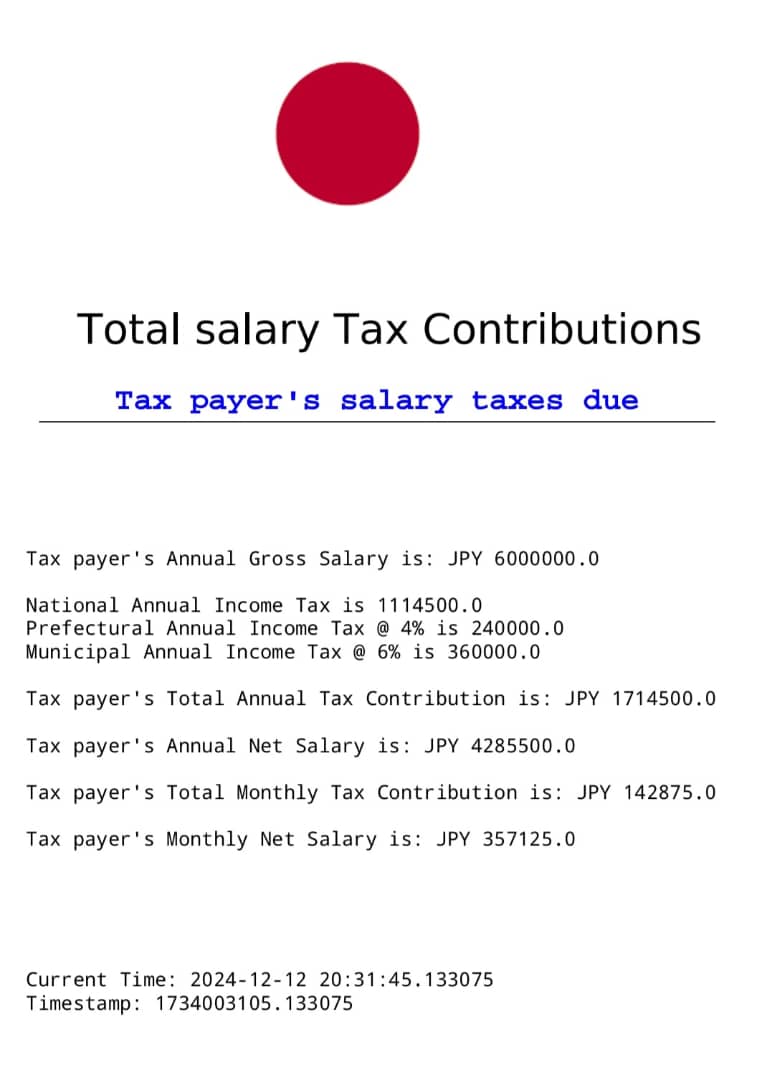 Total salary Tax Contributions
Tax payer's salary taxes due
Tax payer's Annual Gross Salary is: JPY 6000000.0
National Annual Income Tax is 1114500.0
Prefectural Annual Income Tax @ 4% is 240000.0
Municipal Annual Income Tax @ 6% is 360000.0
Tax payer's Total Annual Tax Contribution is: JPY 1714500.0
Tax payer's Annual Net Salary is: JPY 4285500.0
Tax payer's Total Monthly Tax Contribution is: JPY 142875.0
Tax payer's Monthly Net Salary is: JPY 357125.0
Current Time: 2024-12-12 20:31:45.133075
Timestamp: 1734003105.133075